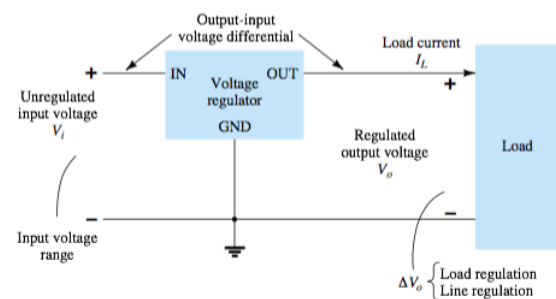 Output-input
voltage differential
Load current
I_L
+
IN
OUT
+
Voltage
regulator
Unregulated
input voltage
V_i
GND
Regulated
output voltage
V_o
Load
−
−
Input voltage
range
ΔV_o { Load regulation
Line regulation